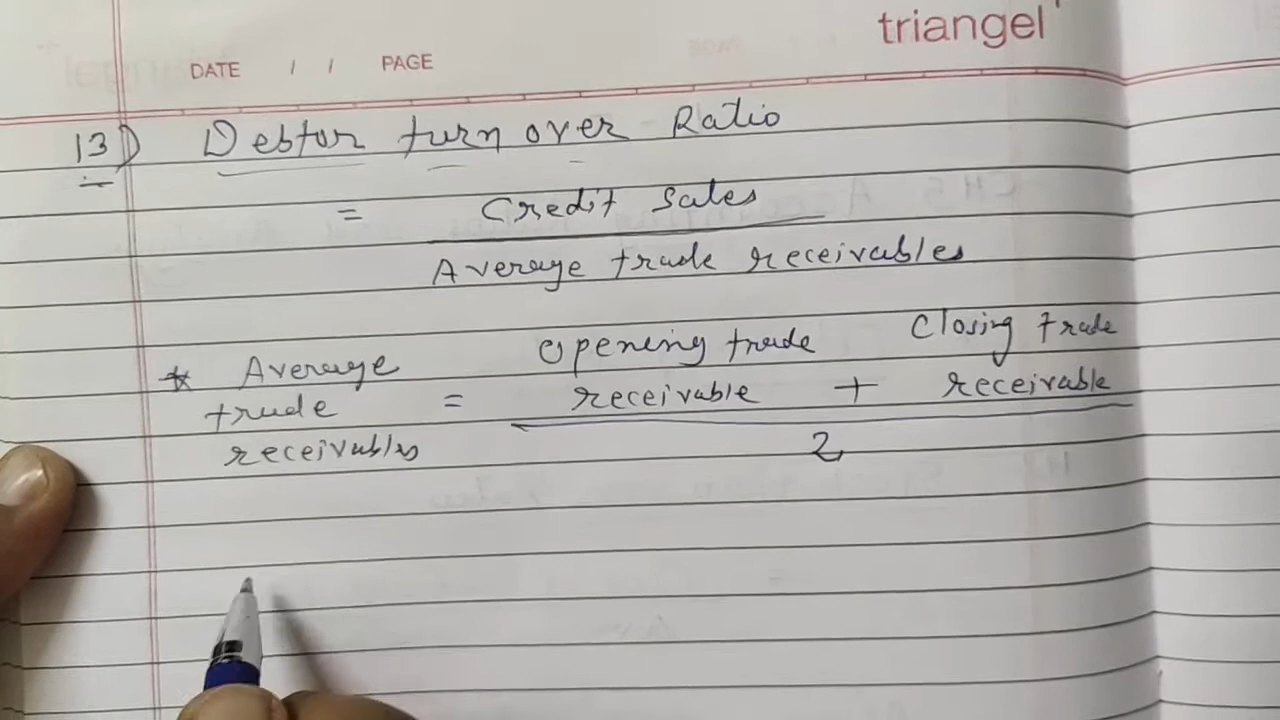 triangel
DATE / / PAGE
13) Debtor turn over Ratio
= Credit Sales
Average trade receivables
* Average trade receivables = Opening trade receivable + Closing trade receivable
2